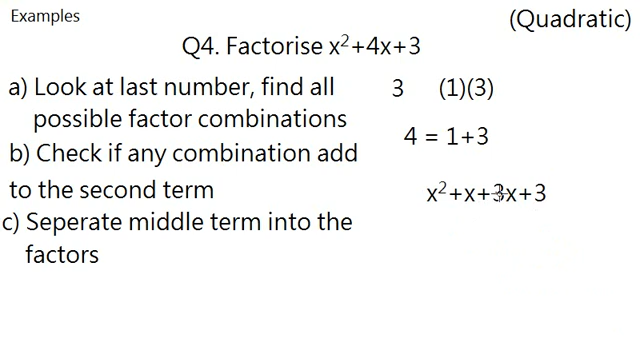 Examples
(Quadratic)
Q4. Factorise x²+4x+3
a) Look at last number, find all
possible factor combinations
3 (1)(3)
4 = 1+3
b) Check if any combination add
to the second term
x²+x+3x+3
c) Seperate middle term into the
factors